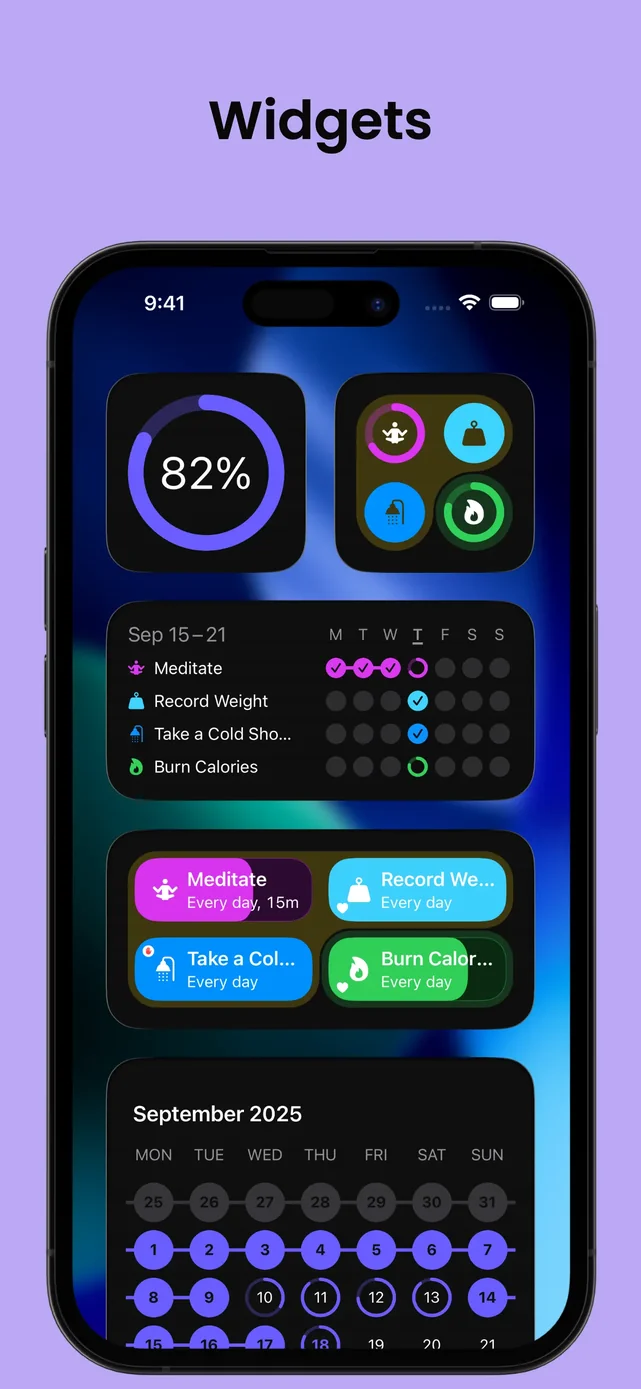 Widgets
9:41
82%
Sep 15–21 M T W T F S S
Meditate
Record Weight
Take a Cold Sho...
Burn Calories
Meditate
Every day, 15m
Record We...
Every day
Take a Col...
Every day
Burn Calor...
Every day
September 2025
MON TUE WED THU FRI SAT SUN
25 26 27 28 29 30 31
1 2 3 4 5 6 7
8 9 10 11 12 13 14
15 16 17 18 19 20 21